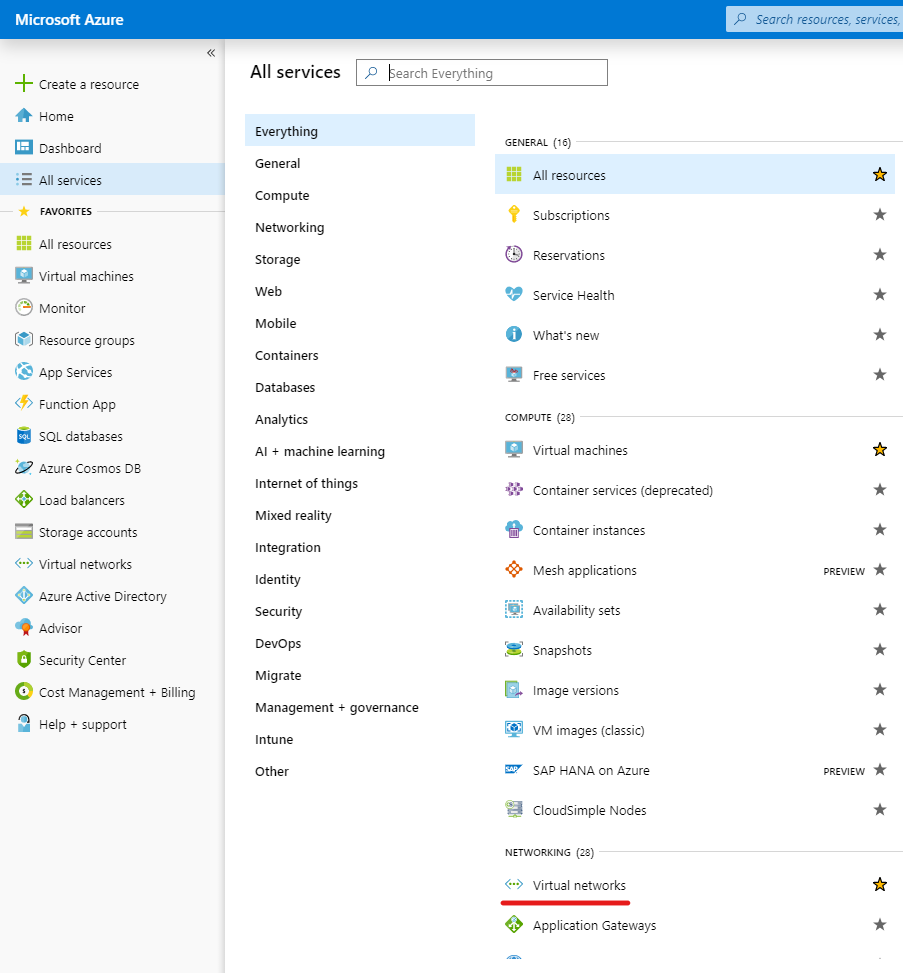 Microsoft Azure
Search resources, services,
«
Create a resource
Home
Dashboard
All services
FAVORITES
All resources
Virtual machines
Monitor
Resource groups
App Services
Function App
SQL databases
Azure Cosmos DB
Load balancers
Storage accounts
Virtual networks
Azure Active Directory
Advisor
Security Center
Cost Management + Billing
Help + support
All services
Search Everything
Everything
General
Compute
Networking
Storage
Web
Mobile
Containers
Databases
Analytics
AI + machine learning
Internet of things
Mixed reality
Integration
Identity
Security
DevOps
Migrate
Management + governance
Intune
Other
GENERAL (16)
All resources
Subscriptions
Reservations
Service Health
What's new
Free services
COMPUTE (28)
Virtual machines
Container services (deprecated)
Container instances
Mesh applications PREVIEW
Availability sets
Snapshots
Image versions
VM images (classic)
SAP HANA on Azure PREVIEW
CloudSimple Nodes
NETWORKING (28)
Virtual networks
Application Gateways